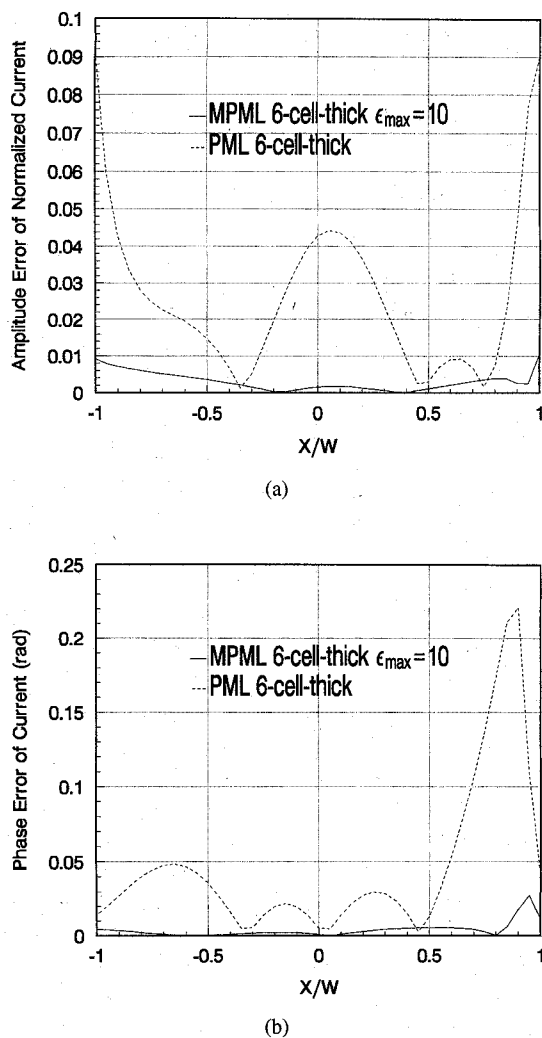 0.1
0.09
0.08
0.07
0.06
0.05
0.04
0.03
0.02
0.01
0
Amplitude Error of Normalized Current
MPML 6-cell-thick ϵmax=10
PML 6-cell-thick
-1 -0.5 0 0.5 1
X/W
(a)
0.25
0.2
0.15
0.1
0.05
0
Phase Error of Current (rad)
MPML 6-cell-thick ϵmax=10
PML 6-cell-thick
-1 -0.5 0 0.5 1
X/W
(b)